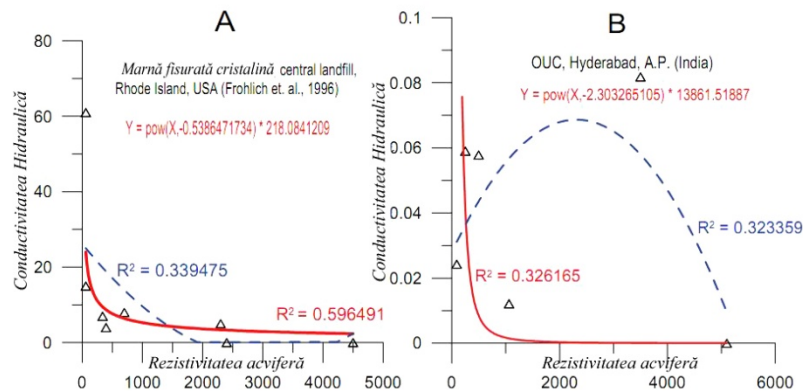 A
80
60
40
20
0
Conductivitatea Hidraulică
Marnă fisurată cristalină central landfill,
Rhode Island, USA (Frohlich et. al., 1996)
Y = pow(X,-0.5386471734) * 218.0841209
R² = 0.339475
R² = 0.596491
Rezistivitatea acviferă
0 1000 2000 3000 4000 5000
B
0.1
0.08
0.06
0.04
0.02
0
Conductivitatea Hidraulică
OUC, Hyderabad, A.P. (India)
Y = pow(X,-2.303265105) * 13861.51887
R² = 0.323359
R² = 0.326165
Rezistivitatea acviferă
0 2000 4000 6000